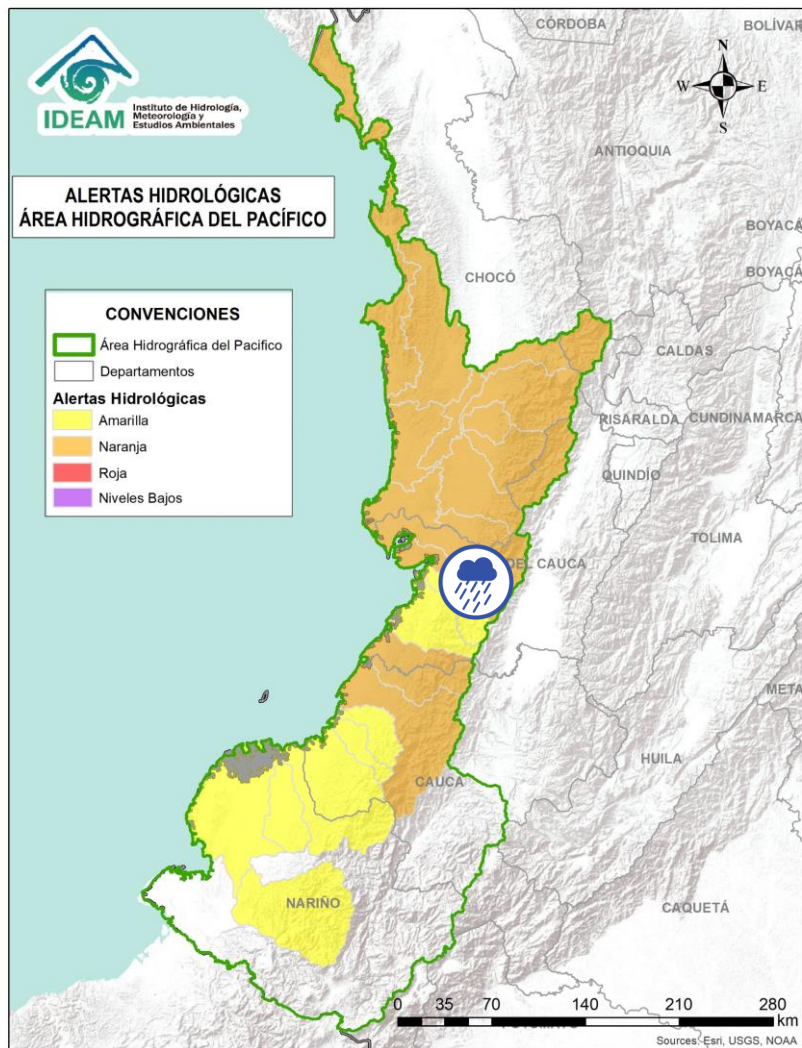 CÓRDOBA
BOLÍVAR
N
W
E
S
IDEAM
Instituto de Hidrología,
Meteorología y
Estudios Ambientales
ANTIOQUIA
ALERTAS HIDROLÓGICAS
ÁREA HIDROGRÁFICA DEL PACÍFICO
BOYACÁ
BOYACÁ
CHOCÓ
CONVENCIONES
Área Hidrográfica del Pacifico
Departamentos
Alertas Hidrológicas
Amarilla
Naranja
Roja
Niveles Bajos
CALDAS
RISARALDA
CUNDINAMARCA
QUINDÍO
TOLIMA
DEL CAUCA
META
HUILA
CAUCA
NARIÑO
CAQUETÁ
0 35 70 140 210 280
km
Sources: Esri, USGS, NOAA